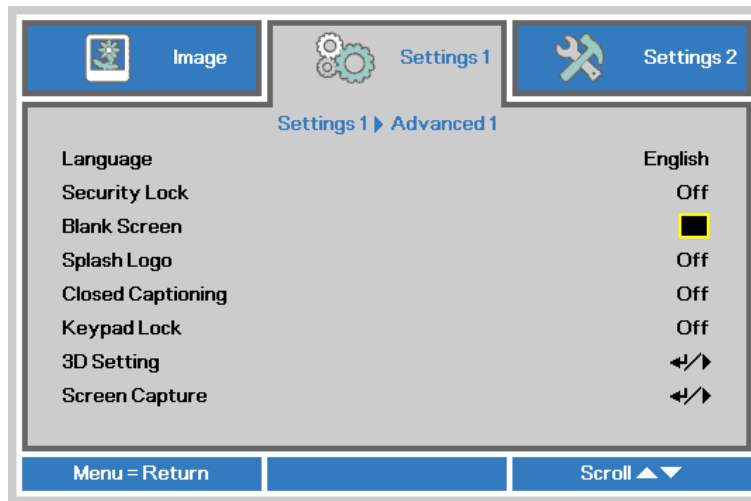 Image
Settings 1
Settings 2
Settings 1 ▶ Advanced 1
Language English
Security Lock Off
Blank Screen
Splash Logo Off
Closed Captioning Off
Keypad Lock Off
3D Setting ↵/▶
Screen Capture ↵/▶
Menu = Return
Scroll ▲▼